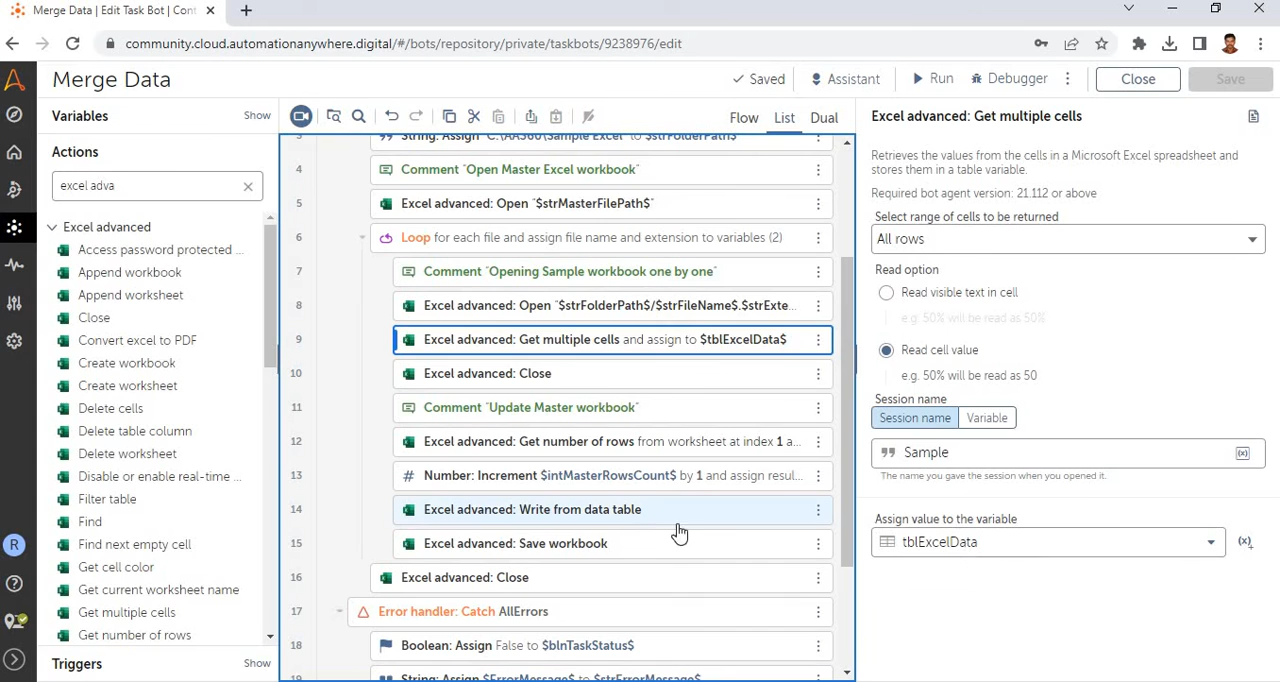 Merge Data | Edit Task Bot | Con
community.cloud.automationanywhere.digital/#/bots/repository/private/taskbots/9238976/edit
Merge Data
Saved
Assistant
Run
Debugger
Close
Save
Variables
Show
Flow
List
Dual
Actions
excel adva
Excel advanced
Access password protected ...
Append workbook
Append worksheet
Close
Convert excel to PDF
Create workbook
Create worksheet
Delete cells
Delete table column
Delete worksheet
Disable or enable real-time ...
Filter table
Find
Find next empty cell
Get cell color
Get current worksheet name
Get multiple cells
Get number of rows
Triggers
Show
3 String: Assign "C:\AA360\Sample Excel" to $strFolderPath$
4 Comment "Open Master Excel workbook"
5 Excel advanced: Open "$strMasterFilePath$"
6 Loop for each file and assign file name and extension to variables (2)
7 Comment "Opening Sample workbook one by one"
8 Excel advanced: Open "$strFolderPath$/$strFileName$.$strExte...
9 Excel advanced: Get multiple cells and assign to $tblExcelData$
10 Excel advanced: Close
11 Comment "Update Master workbook"
12 Excel advanced: Get number of rows from worksheet at index 1 a...
13 # Number: Increment $intMasterRowsCount$ by 1 and assign resul...
14 Excel advanced: Write from data table
15 Excel advanced: Save workbook
16 Excel advanced: Close
17 Error handler: Catch AllErrors
18 Boolean: Assign False to $blnTaskStatus$
19 String: Assign $ErrorMessage$ to $strErrorMessage$
Excel advanced: Get multiple cells
Retrieves the values from the cells in a Microsoft Excel spreadsheet and
stores them in a table variable.
Required bot agent version: 21.112 or above
Select range of cells to be returned
All rows
Read option
Read visible text in cell
e.g. 50% will be read as 50%
Read cell value
e.g. 50% will be read as 50
Session name
Session name
Variable
Sample
(x)
The name you gave the session when you opened it.
Assign value to the variable
tblExcelData
(x)+
R